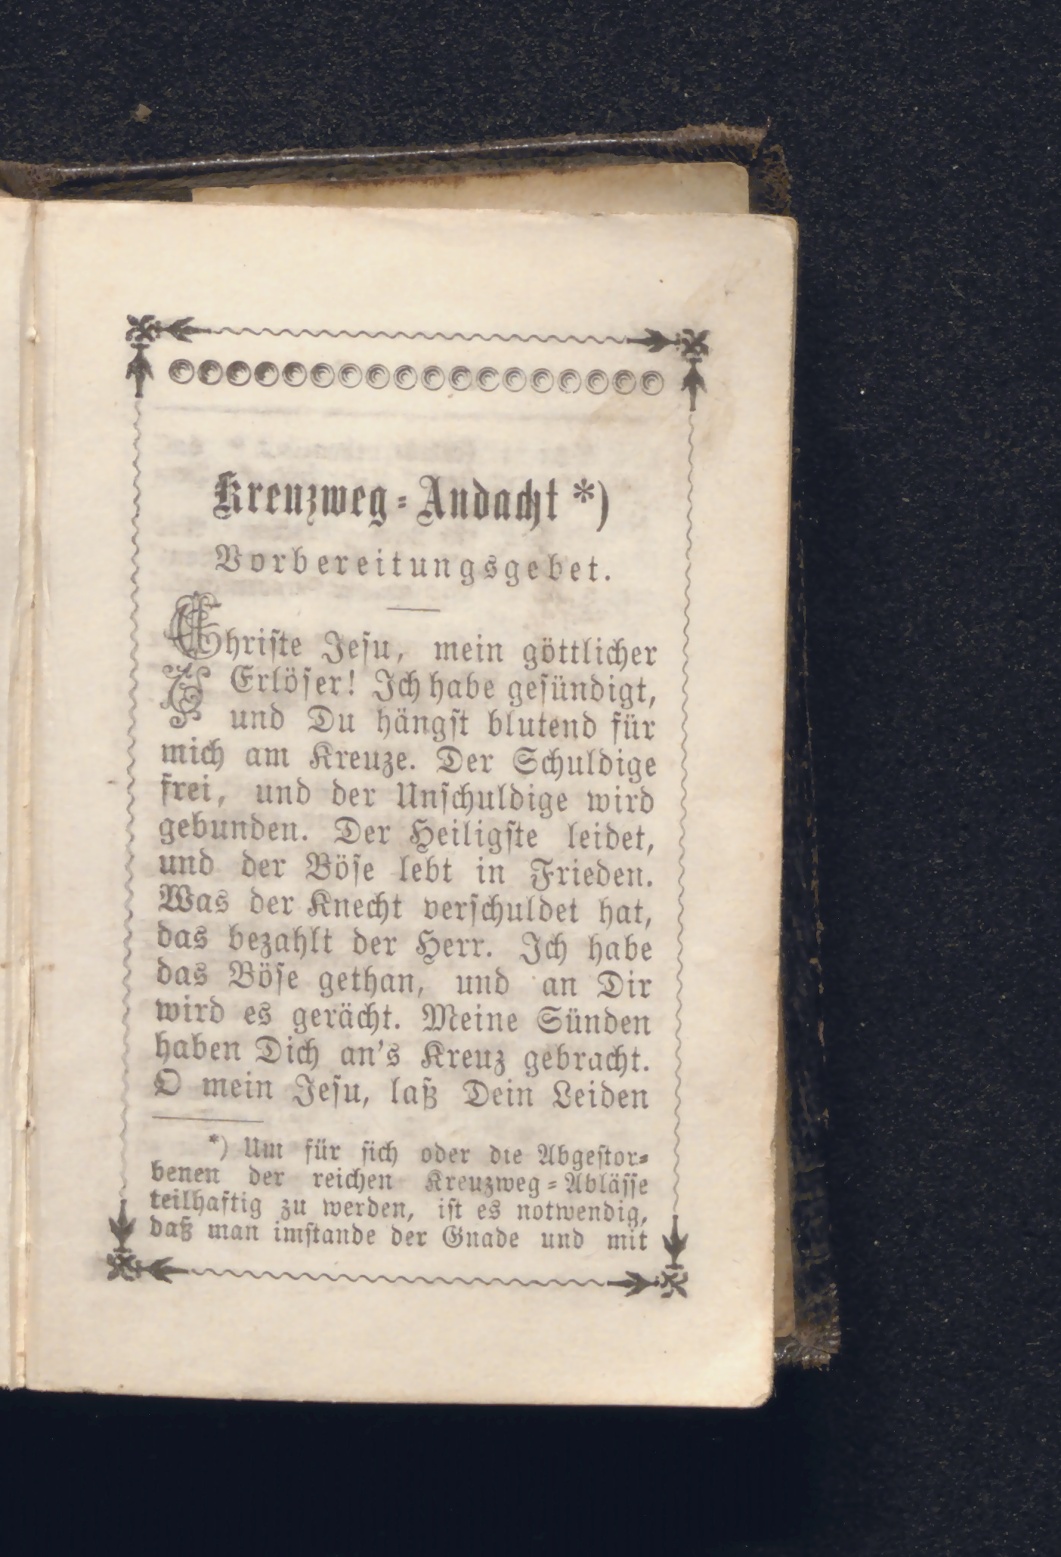 Kreuzweg=Andacht *)
Vorbereitungsgebet.
Christe Jesu, mein göttlicher
Erlöser! Ich habe gesündigt,
und Du hängst blutend für
mich am Kreuze. Der Schuldige
frei, und der Unschuldige wird
gebunden. Der Heiligste leidet,
und der Böse lebt in Frieden.
Was der Knecht verschuldet hat,
das bezahlt der Herr. Ich habe
das Böse gethan, und an Dir
wird es gerächt. Meine Sünden
haben Dich an's Kreuz gebracht.
O mein Jesu, laß Dein Leiden
*) Um für sich oder die Abgestor=
benen der reichen Kreuzweg=Ablässe
teilhaftig zu werden, ist es notwendig,
daß man imstande der Gnade und mit